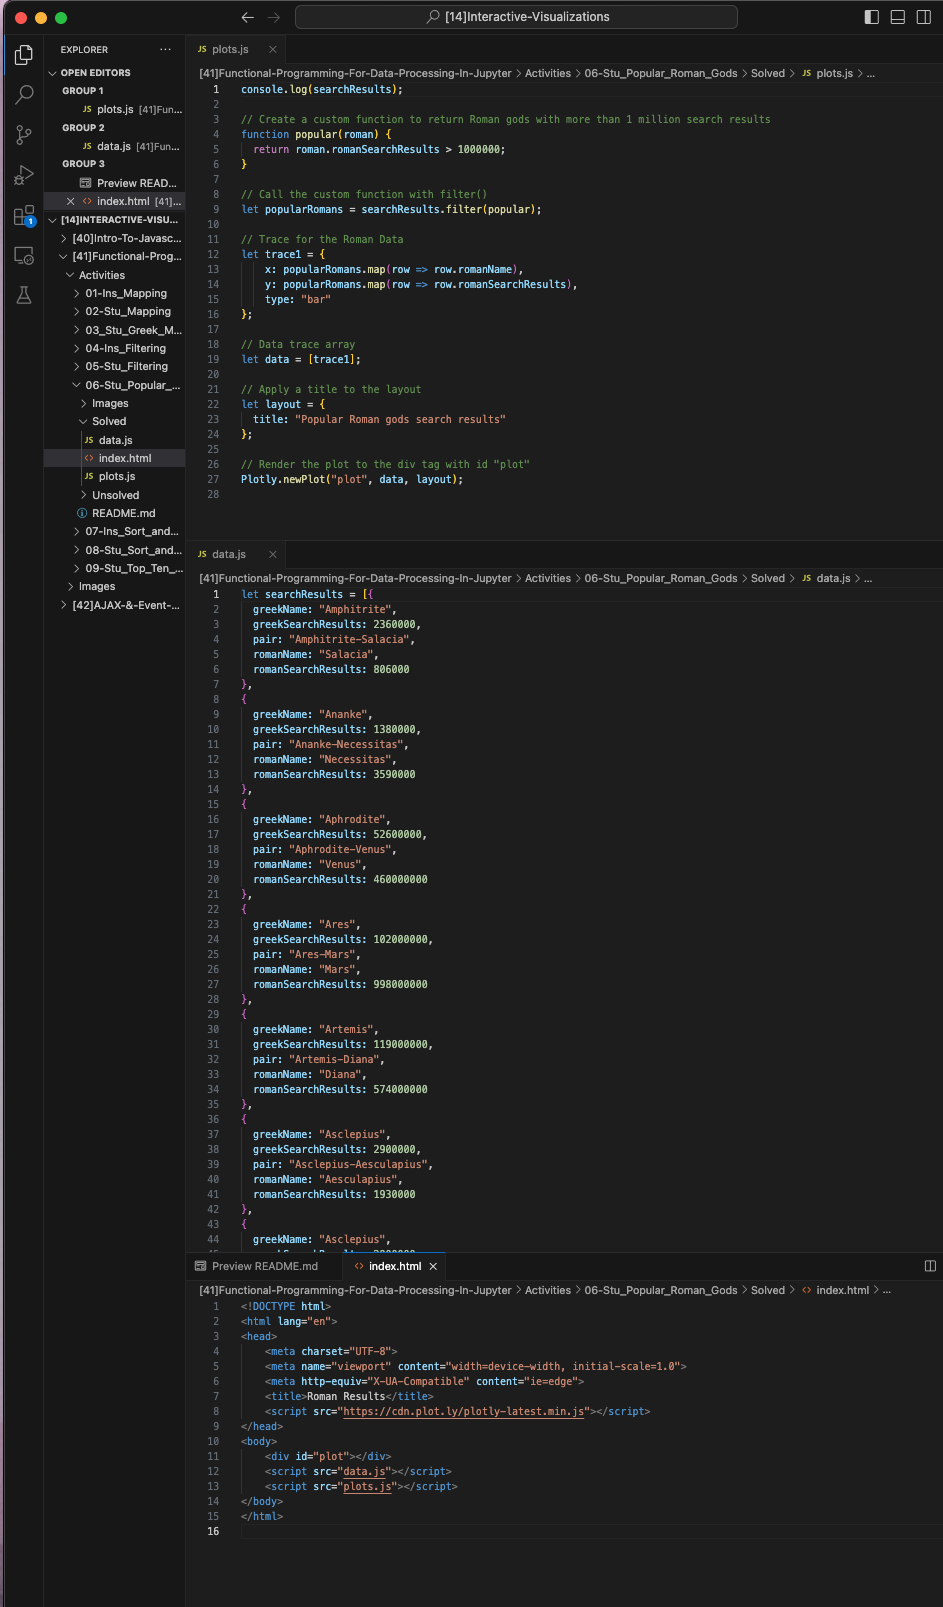 [14]Interactive-Visualizations
EXPLORER
OPEN EDITORS
GROUP 1
JS plots.js [41]Fun...
GROUP 2
JS data.js [41]Fun...
GROUP 3
Preview READ...
index.html [41]...
[14]INTERACTIVE-VISU...
[40]Intro-To-Javasc...
[41]Functional-Prog...
Activities
01-Ins_Mapping
02-Stu_Mapping
03_Stu_Greek_M...
04-Ins_Filtering
05-Stu_Filtering
06-Stu_Popular_...
Images
Solved
JS data.js
index.html
JS plots.js
Unsolved
README.md
07-Ins_Sort_and...
08-Stu_Sort_and...
09-Stu_Top_Ten_...
Images
[42]AJAX-&-Event-...
1
JS plots.js
[41]Functional-Programming-For-Data-Processing-In-Jupyter > Activities > 06-Stu_Popular_Roman_Gods > Solved > JS plots.js > ...
1 console.log(searchResults);
2
3 // Create a custom function to return Roman gods with more than 1 million search results
4 function popular(roman) {
5 return roman.romanSearchResults > 1000000;
6 }
7
8 // Call the custom function with filter()
9 let popularRomans = searchResults.filter(popular);
10
11 // Trace for the Roman Data
12 let trace1 = {
13 x: popularRomans.map(row => row.romanName),
14 y: popularRomans.map(row => row.romanSearchResults),
15 type: "bar"
16 };
17
18 // Data trace array
19 let data = [trace1];
20
21 // Apply a title to the layout
22 let layout = {
23 title: "Popular Roman gods search results"
24 };
25
26 // Render the plot to the div tag with id "plot"
27 Plotly.newPlot("plot", data, layout);
28
JS data.js
[41]Functional-Programming-For-Data-Processing-In-Jupyter > Activities > 06-Stu_Popular_Roman_Gods > Solved > JS data.js > ...
1 let searchResults = [{
2 greekName: "Amphitrite",
3 greekSearchResults: 2360000,
4 pair: "Amphitrite-Salacia",
5 romanName: "Salacia",
6 romanSearchResults: 806000
7 },
8 {
9 greekName: "Ananke",
10 greekSearchResults: 1380000,
11 pair: "Ananke-Necessitas",
12 romanName: "Necessitas",
13 romanSearchResults: 3590000
14 },
15 {
16 greekName: "Aphrodite",
17 greekSearchResults: 52600000,
18 pair: "Aphrodite-Venus",
19 romanName: "Venus",
20 romanSearchResults: 460000000
21 },
22 {
23 greekName: "Ares",
24 greekSearchResults: 102000000,
25 pair: "Ares-Mars",
26 romanName: "Mars",
27 romanSearchResults: 998000000
28 },
29 {
30 greekName: "Artemis",
31 greekSearchResults: 119000000,
32 pair: "Artemis-Diana",
33 romanName: "Diana",
34 romanSearchResults: 574000000
35 },
36 {
37 greekName: "Asclepius",
38 greekSearchResults: 2900000,
39 pair: "Asclepius-Aesculapius",
40 romanName: "Aesculapius",
41 romanSearchResults: 1930000
42 },
43 {
44 greekName: "Asclepius",
Preview README.md
index.html
[41]Functional-Programming-For-Data-Processing-In-Jupyter > Activities > 06-Stu_Popular_Roman_Gods > Solved > index.html > ...
1 <!DOCTYPE html>
2 <html lang="en">
3 <head>
4 <meta charset="UTF-8">
5 <meta name="viewport" content="width=device-width, initial-scale=1.0">
6 <meta http-equiv="X-UA-Compatible" content="ie=edge">
7 <title>Roman Results</title>
8 <script src="https://cdn.plot.ly/plotly-latest.min.js"></script>
9 </head>
10 <body>
11 <div id="plot"></div>
12 <script src="data.js"></script>
13 <script src="plots.js"></script>
14 </body>
15 </html>
16